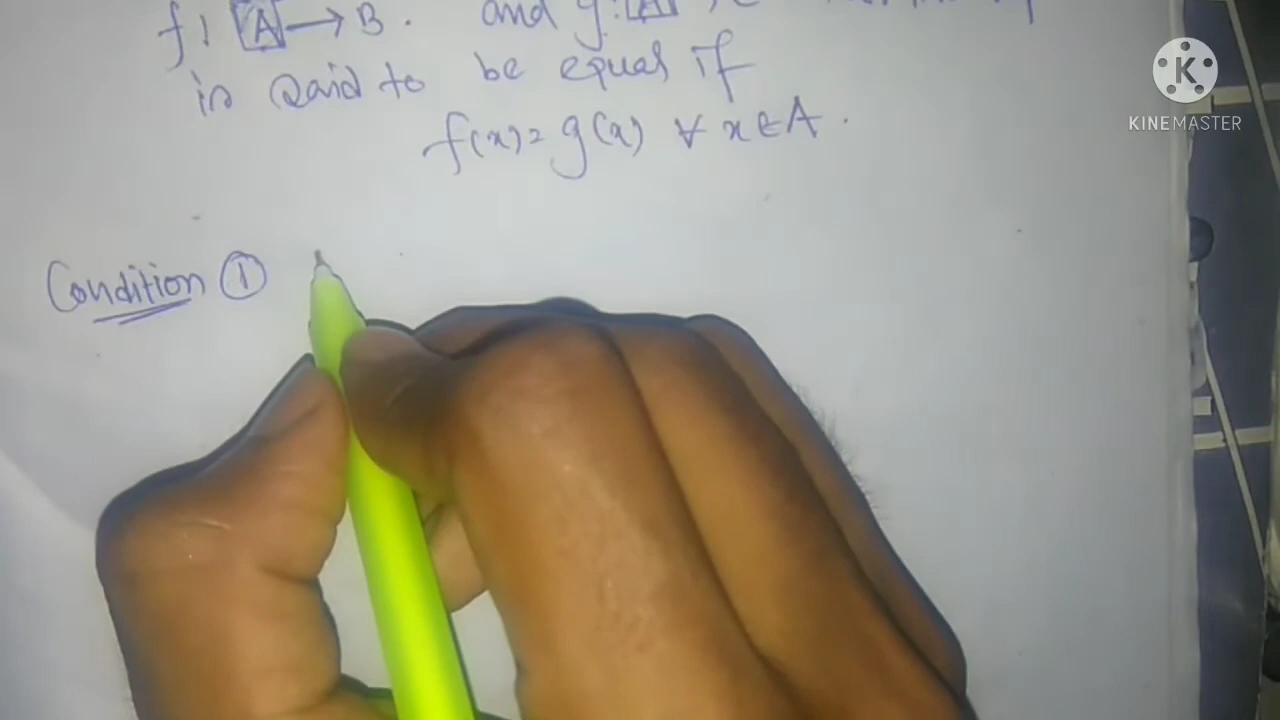 f: A → B. and g: A
is said to be equal if
f(x) = g(x) ∀ x ∈ A.
Condition ①
K
KINEMASTER